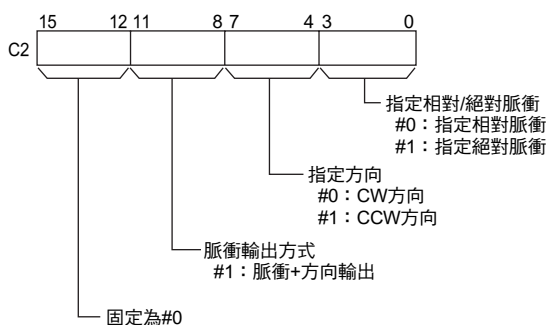 15 12 11 8 7 4 3 0
C2
指定相對/絕對脈衝
#0：指定相對脈衝
#1：指定絕對脈衝
指定方向
#0：CW方向
#1：CCW方向
脈衝輸出方式
#1：脈衝+方向輸出
固定為#0